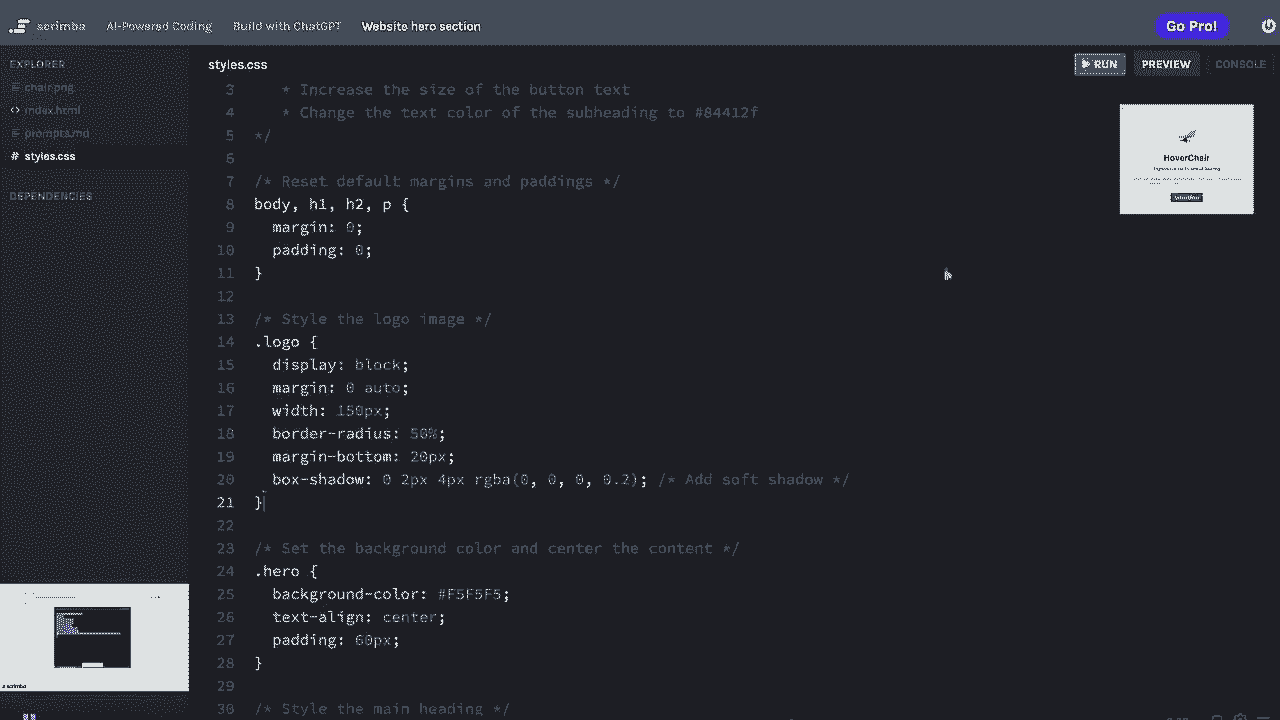 scrimba AI-Powered Coding Build with ChatGPT Website hero section Go Pro!
EXPLORER
chair.png
index.html
prompts.md
styles.css
DEPENDENCIES
styles.css
RUN PREVIEW CONSOLE
3 * Increase the size of the button text
4 * Change the text color of the subheading to #84412f
5 */
6
7 /* Reset default margins and paddings */
8 body, h1, h2, p {
9 margin: 0;
10 padding: 0;
11 }
12
13 /* Style the logo image */
14 .logo {
15 display: block;
16 margin: 0 auto;
17 width: 150px;
18 border-radius: 50%;
19 margin-bottom: 20px;
20 box-shadow: 0 2px 4px rgba(0, 0, 0, 0.2); /* Add soft shadow */
21 }
22
23 /* Set the background color and center the content */
24 .hero {
25 background-color: #F5F5F5;
26 text-align: center;
27 padding: 60px;
28 }
29
30 /* Style the main heading */
HoverChair
scrimba